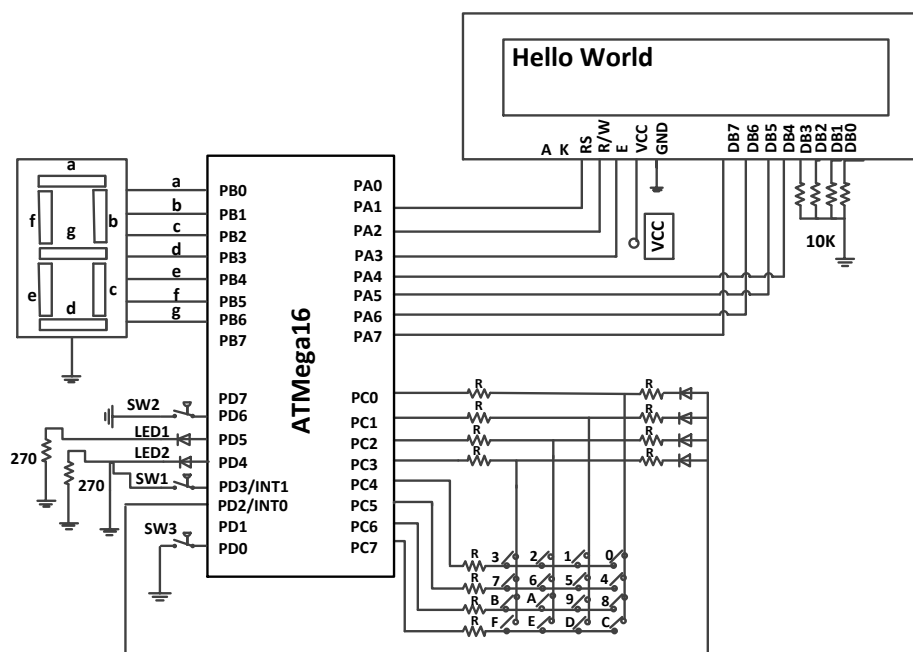 Hello World
A K RS R/W E VCC GND DB7 DB6 DB5 DB4 DB3 DB2 DB1 DB0
VCC
10K
a
f b
g
e c
d
a
b
c
d
e
f
g
PB0
PB1
PB2
PB3
PB4
PB5
PB6
PB7
PD7
PD6
PD5
PD4
PD3/INT1
PD2/INT0
PD1
PD0
ATMega16
PA0
PA1
PA2
PA3
PA4
PA5
PA6
PA7
PC0
PC1
PC2
PC3
PC4
PC5
PC6
PC7
SW2
LED1
LED2
270
270
SW1
SW3
R R
R R
R R
R R
R 3 2 1 0
R 7 6 5 4
R B A 9 8
R F E D C